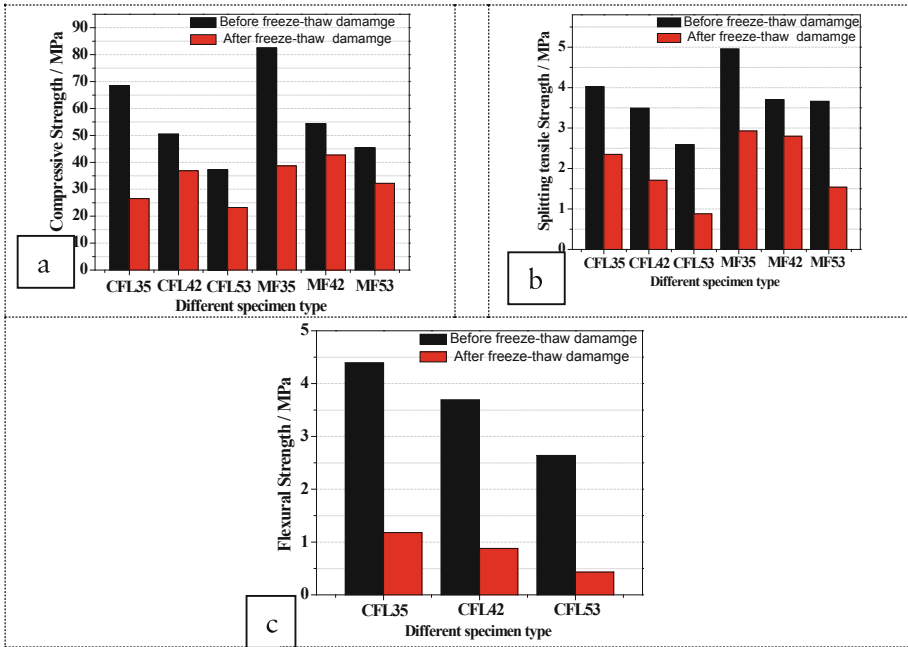 Before freeze-thaw damamge
After freeze-thaw damamge
Compressive Strength / MPa
90
80
70
60
50
40
30
20
10
0
CFL35 CFL42 CFL53 MF35 MF42 MF53
Different specimen type
a
Before freeze-thaw damamge
After freeze-thaw damamge
Splitting tensile Strength / MPa
5
4
3
2
1
0
CFL35 CFL42 CFL53 MF35 MF42 MF53
Different specimen type
b
Before freeze-thaw damamge
After freeze-thaw damamge
Flexural Strength / MPa
5
4
3
2
1
0
CFL35 CFL42 CFL53
Different specimen type
c